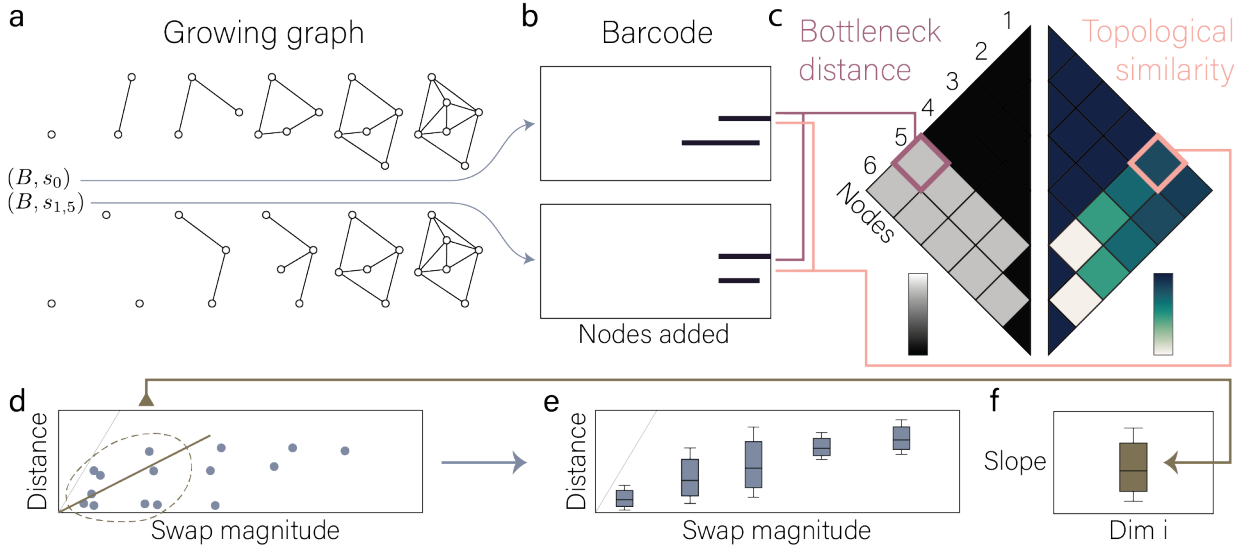 a
Growing graph
(B, s₀)
(B, s₁,₅)
b
Barcode
Nodes added
c
Bottleneck
distance
Topological
similarity
1
2
3
4
5
6
Nodes
d
Distance
Swap magnitude
e
Distance
Swap magnitude
f
Slope
Dim i